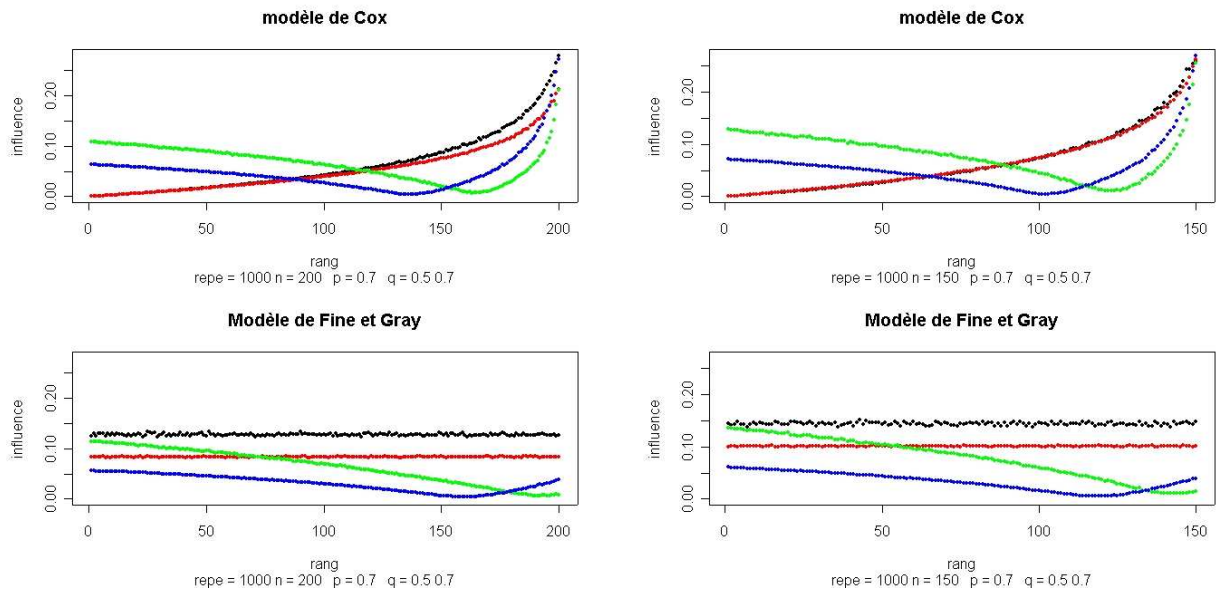 modèle de Cox
influence
0.00 0.10 0.20
0 50 100 150 200
rang
repe = 1000 n = 200 p = 0.7 q = 0.5 0.7
modèle de Cox
influence
0.00 0.10 0.20
0 50 100 150
rang
repe = 1000 n = 150 p = 0.7 q = 0.5 0.7
Modèle de Fine et Gray
influence
0.00 0.10 0.20
0 50 100 150 200
rang
repe = 1000 n = 200 p = 0.7 q = 0.5 0.7
Modèle de Fine et Gray
influence
0.00 0.10 0.20
0 50 100 150
rang
repe = 1000 n = 150 p = 0.7 q = 0.5 0.7